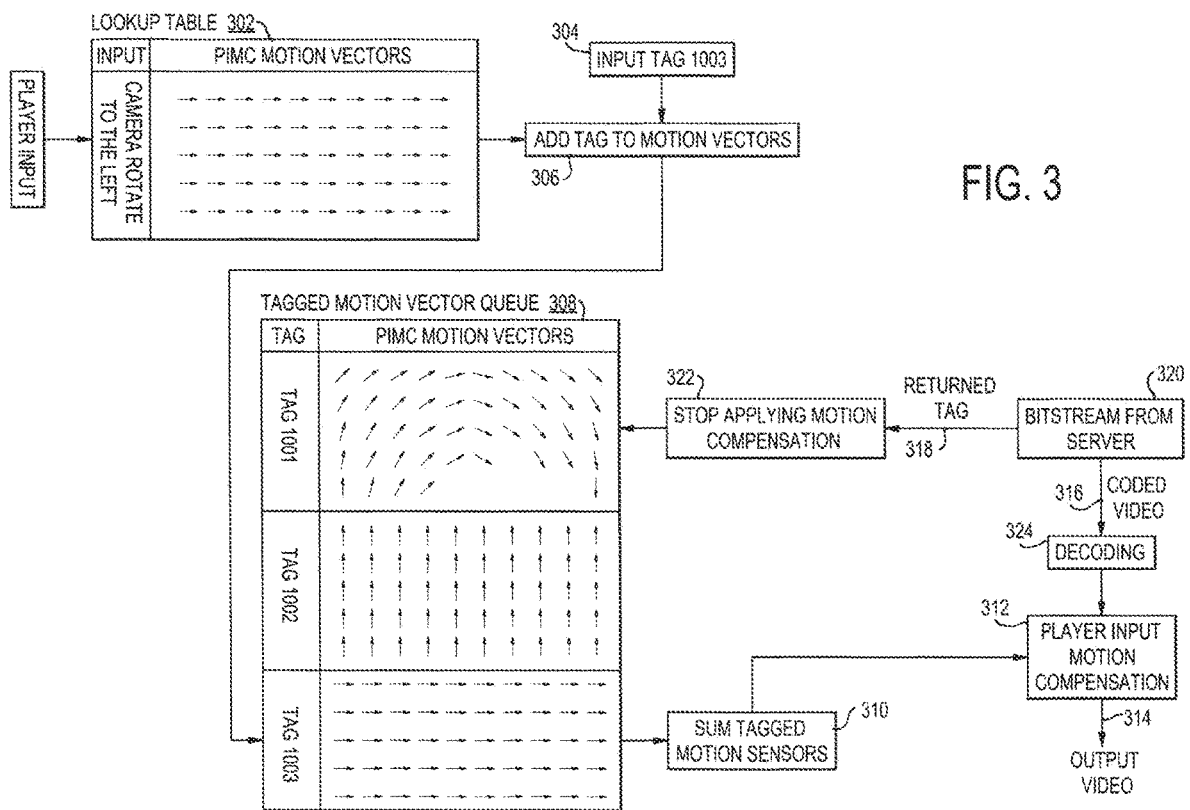 LOOKUP TABLE 302
INPUT
PIMC MOTION VECTORS
PLAYER INPUT
CAMERA ROTATE
TO THE LEFT
304
INPUT TAG 1003
ADD TAG TO MOTION VECTORS
306
FIG. 3
TAGGED MOTION VECTOR QUEUE 308
TAG
PIMC MOTION VECTORS
TAG 1001
TAG 1002
TAG 1003
322
STOP APPLYING MOTION
COMPENSATION
RETURNED
TAG
318
320
BITSTREAM FROM
SERVER
316
CODED
VIDEO
324
DECODING
312
PLAYER INPUT
MOTION
COMPENSATION
310
SUM TAGGED
MOTION SENSORS
314
OUTPUT
VIDEO